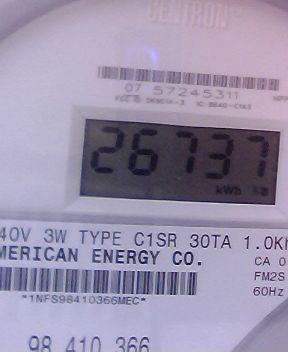 CENTRON®
07 57245311
26737
kWh
40V 3W TYPE C1SR 30TA 1.0Kh
MERICAN ENERGY CO.
CA 0
FM2S
60Hz
*1NFS98410366MEC*
98 410 366